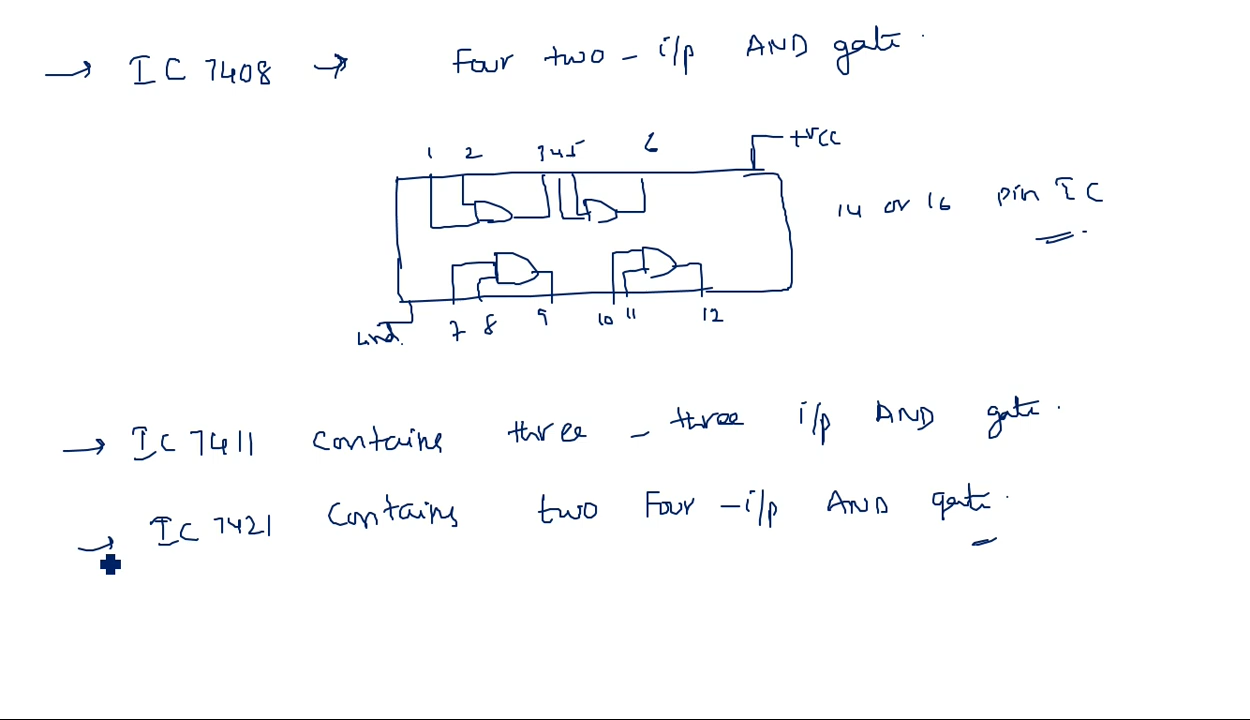 → IC 7408 → Four two - i/p AND gate.
1 2 3 4 5 6 +VCC
14 or 16 pin IC
Gnd. 7 8 9 10 11 12
→ IC 7411 contains three - three i/p AND gate.
→ IC 7421 contains two Four - i/p AND gate.